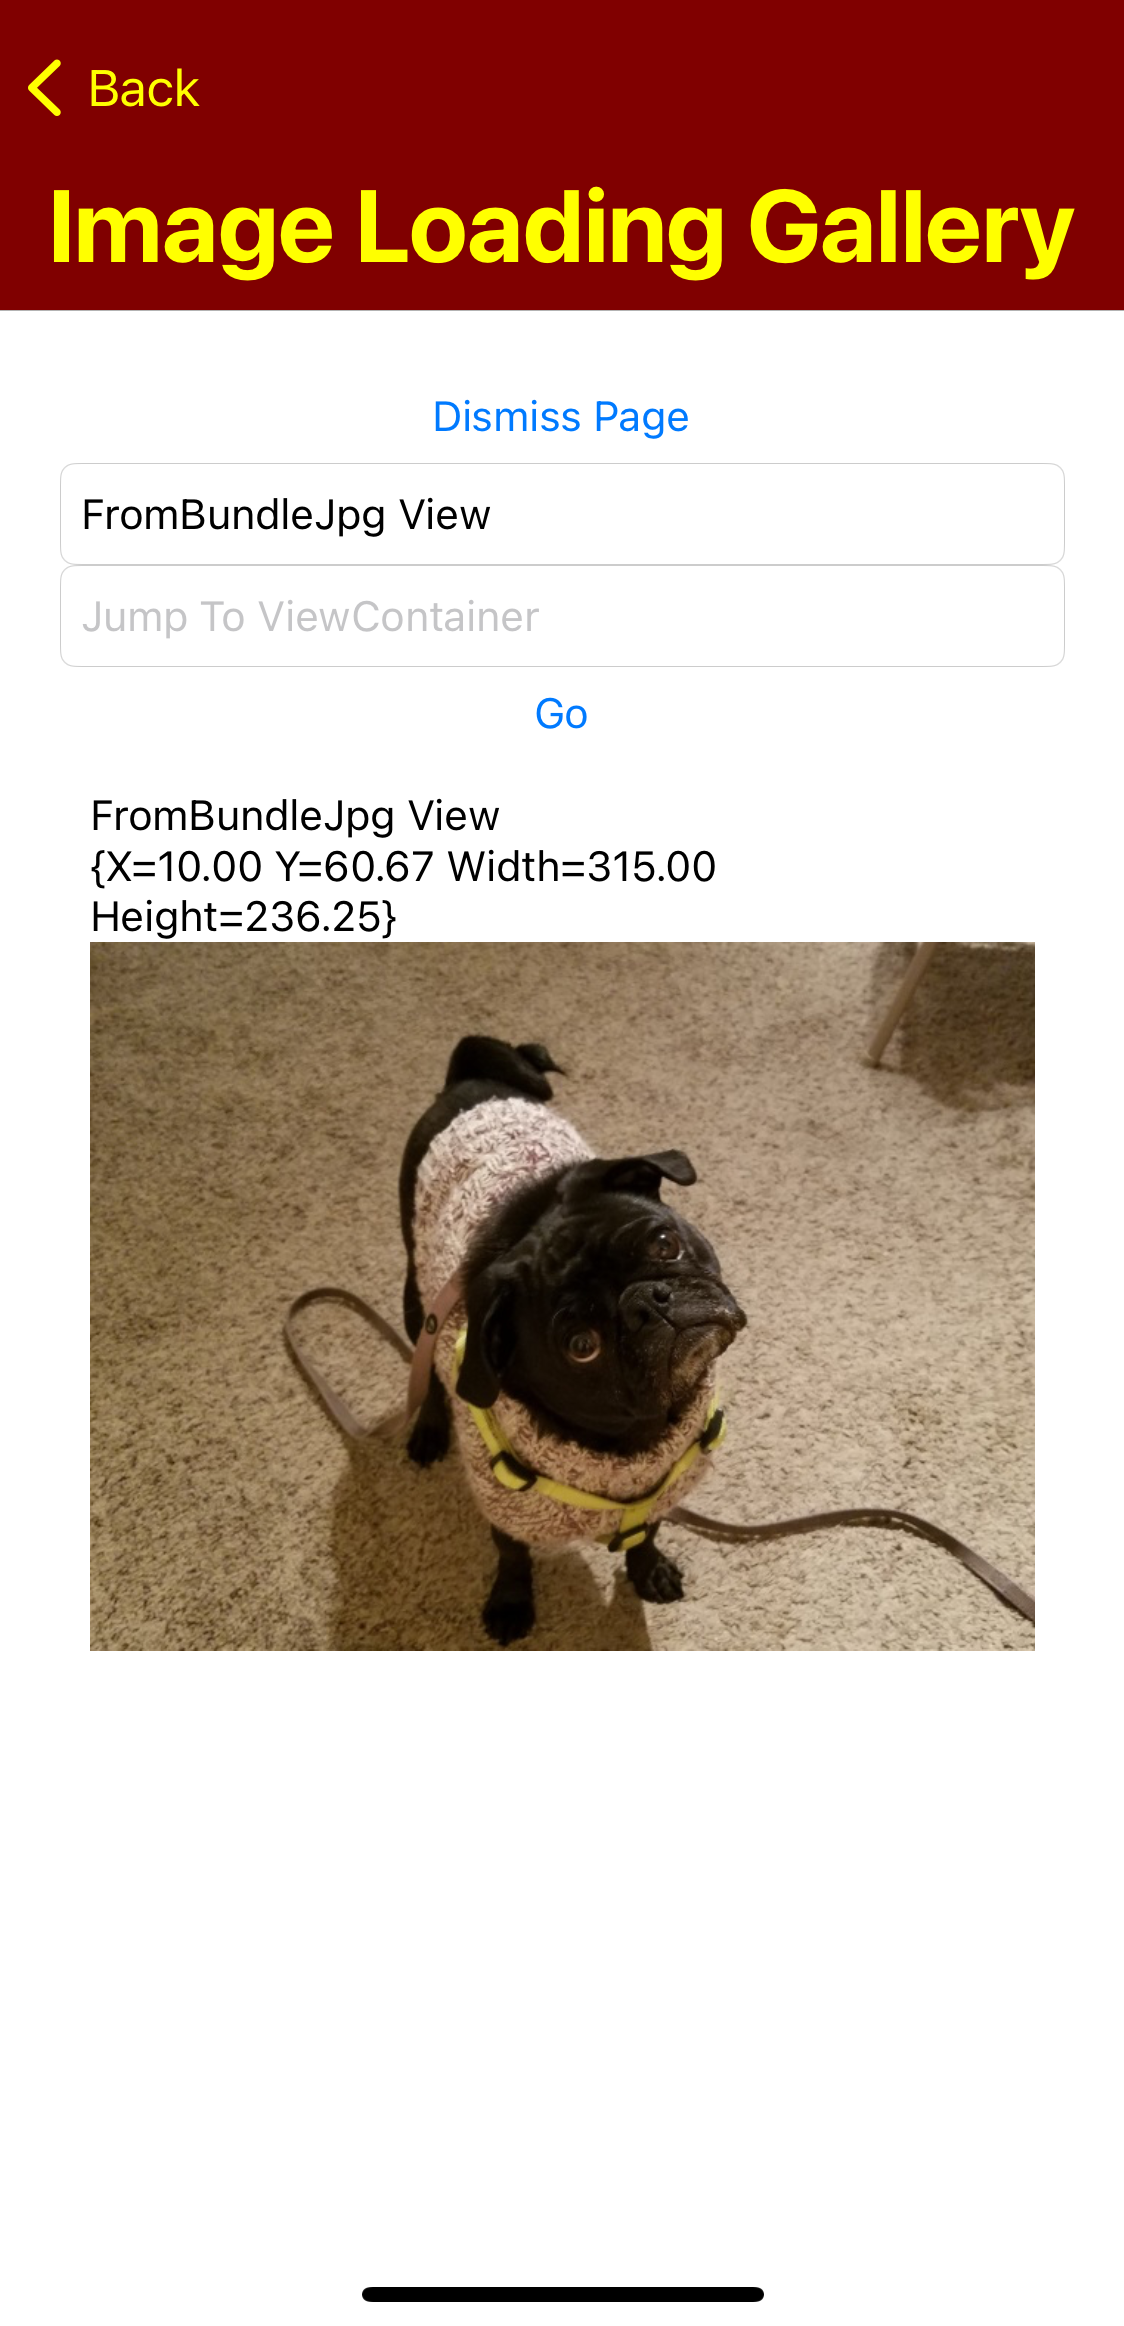 Back
Image Loading Gallery
Dismiss Page
FromBundleJpg View
Jump To ViewContainer
Go
FromBundleJpg View
{X=10.00 Y=60.67 Width=315.00
Height=236.25}